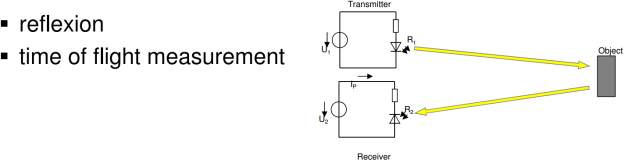 ▪ reflexion
▪ time of flight measurement
Transmitter
U1
R1
Object
IP
U2
R2
Receiver